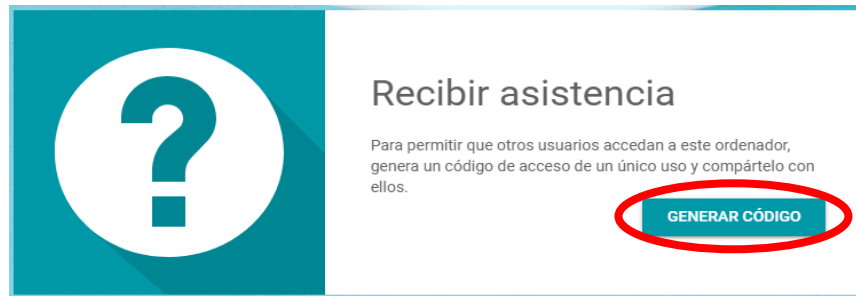 Recibir asistencia
Para permitir que otros usuarios accedan a este ordenador,
genera un código de acceso de un único uso y compártelo con
ellos.
GENERAR CÓDIGO